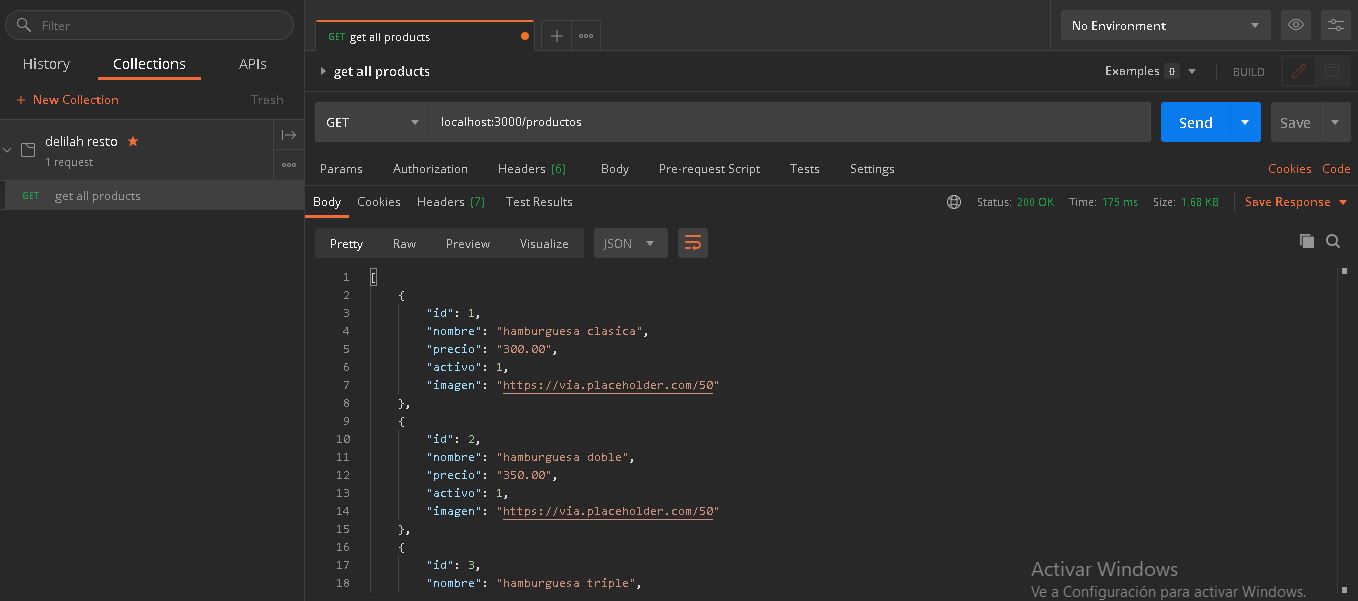 Filter
History Collections APIs
+ New Collection Trash
delilah resto
1 request
GET get all products
GET get all products
No Environment
get all products
Examples 0 BUILD
GET localhost:3000/productos Send Save
Params Authorization Headers (6) Body Pre-request Script Tests Settings Cookies Code
Body Cookies Headers (7) Test Results Status: 200 OK Time: 175 ms Size: 1.68 KB Save Response
Pretty Raw Preview Visualize JSON
1 [
2 {
3 "id": 1,
4 "nombre": "hamburguesa clasica",
5 "precio": "300.00",
6 "activo": 1,
7 "imagen": "https://via.placeholder.com/50"
8 },
9 {
10 "id": 2,
11 "nombre": "hamburguesa doble",
12 "precio": "350.00",
13 "activo": 1,
14 "imagen": "https://via.placeholder.com/50"
15 },
16 {
17 "id": 3,
18 "nombre": "hamburguesa triple",
Activar Windows
Ve a Configuración para activar Windows.